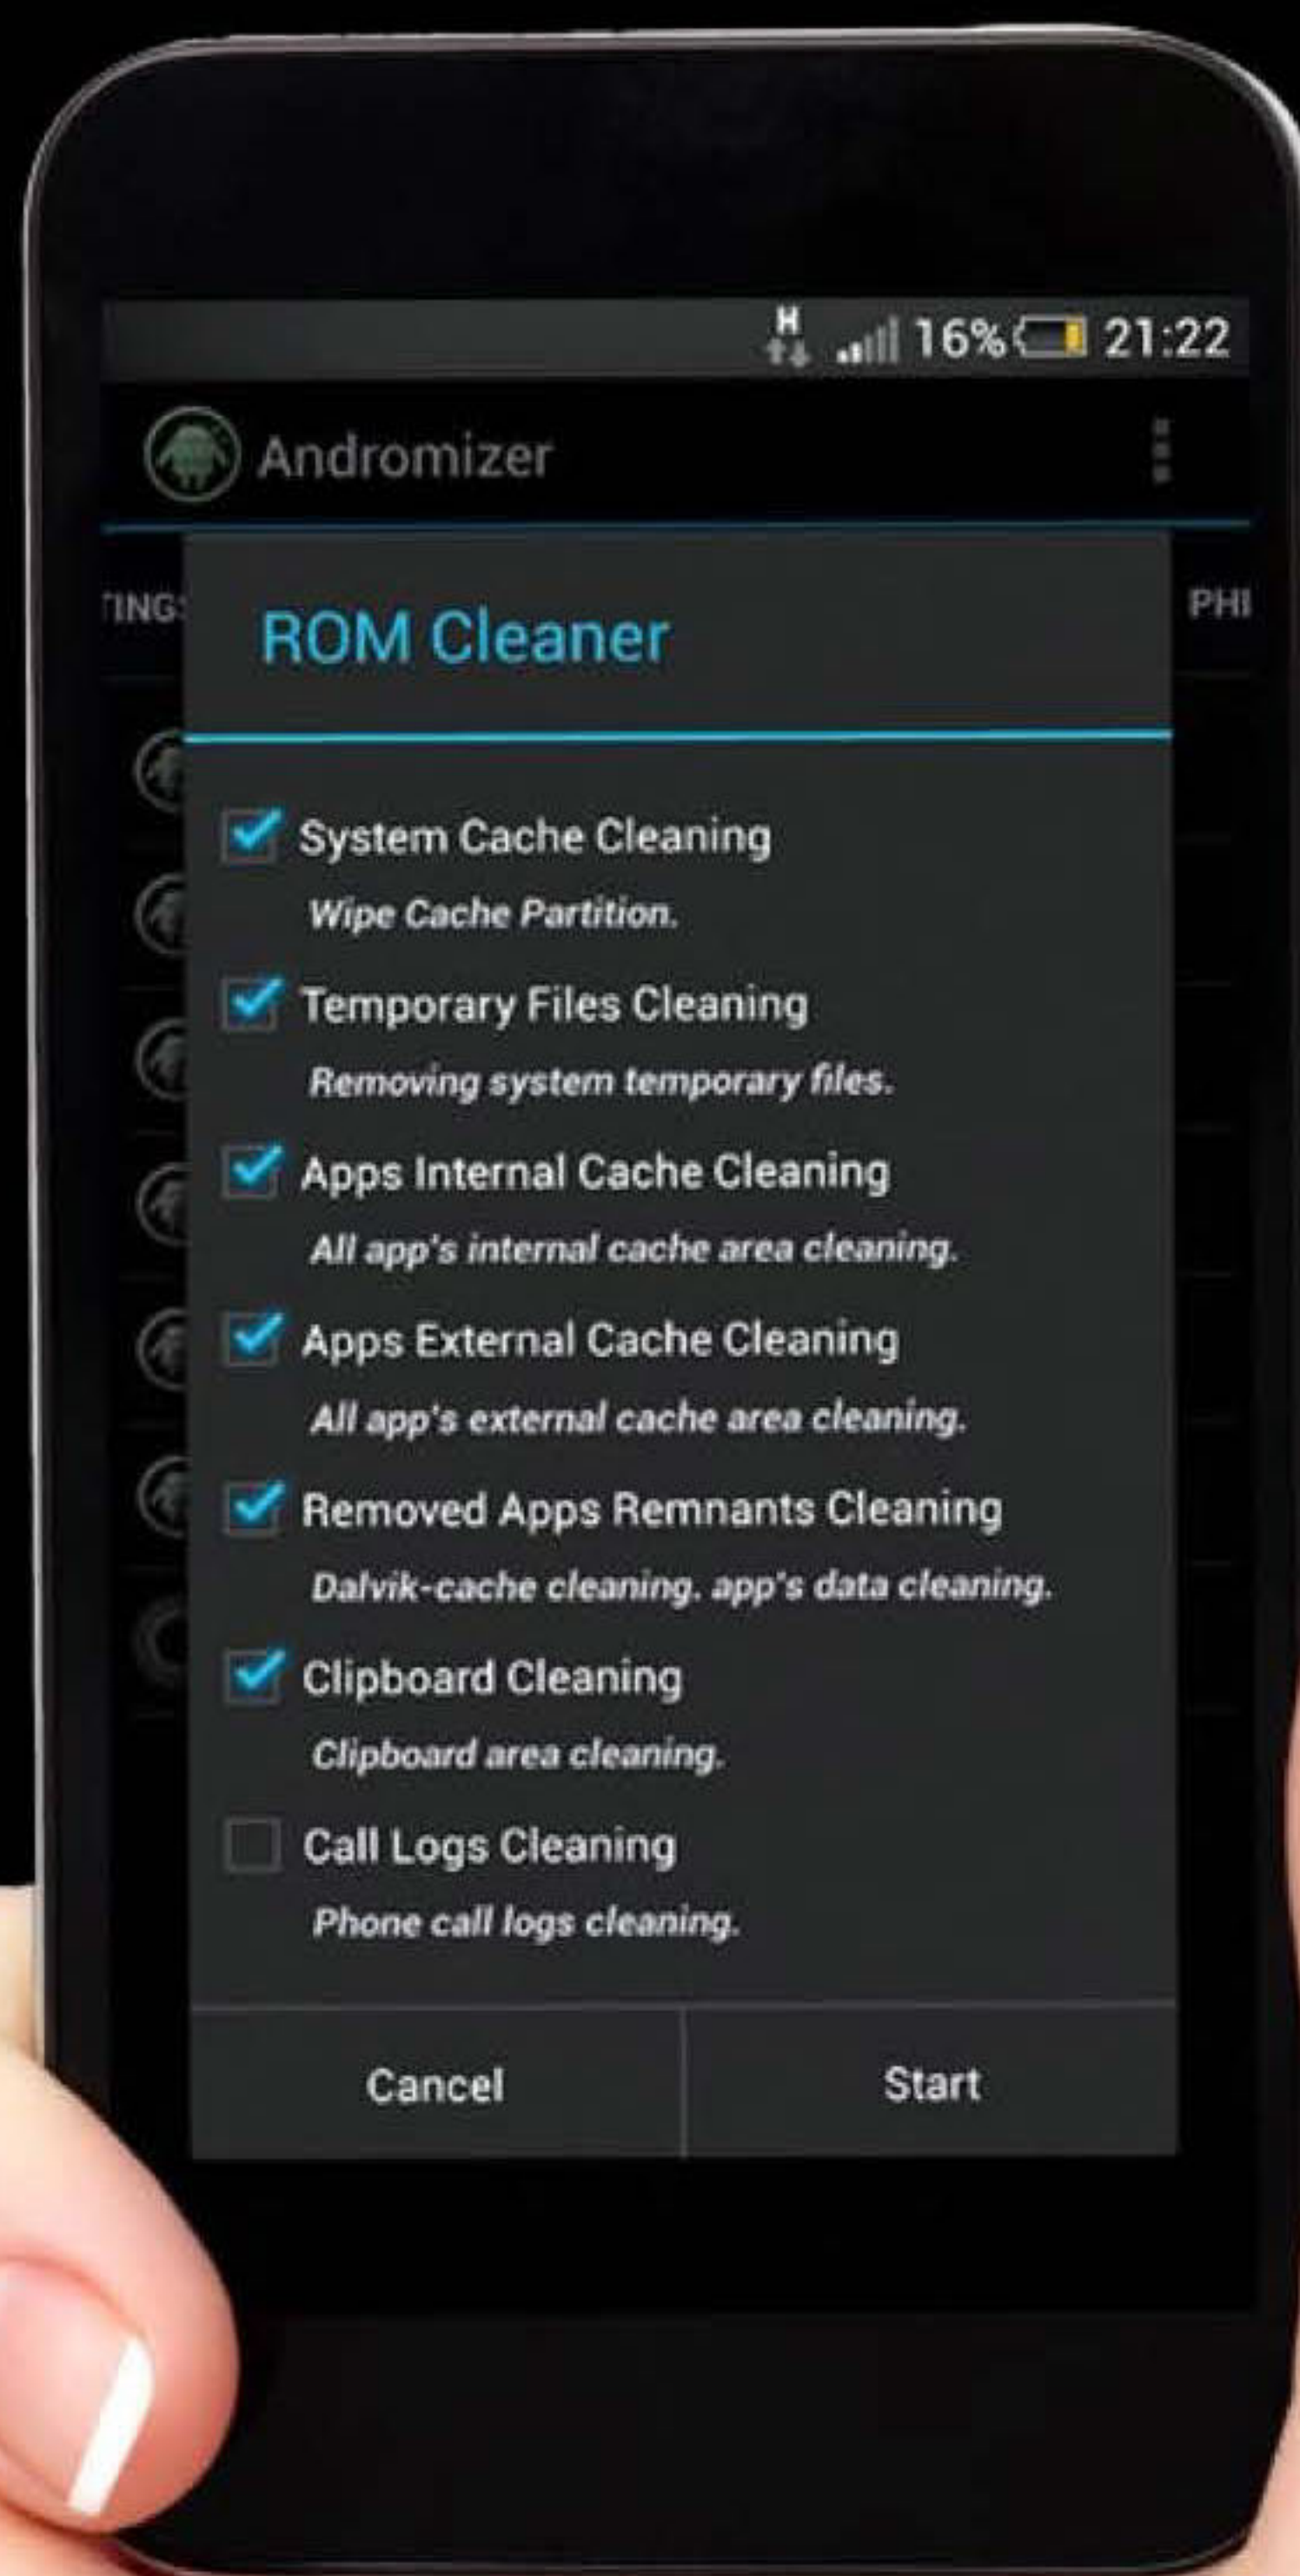 H
16% 21:22
Andromizer
TING
PHI
ROM Cleaner
System Cache Cleaning
Wipe Cache Partition.
Temporary Files Cleaning
Removing system temporary files.
Apps Internal Cache Cleaning
All app's internal cache area cleaning.
Apps External Cache Cleaning
All app's external cache area cleaning.
Removed Apps Remnants Cleaning
Dalvik-cache cleaning. app's data cleaning.
Clipboard Cleaning
Clipboard area cleaning.
Call Logs Cleaning
Phone call logs cleaning.
Cancel
Start